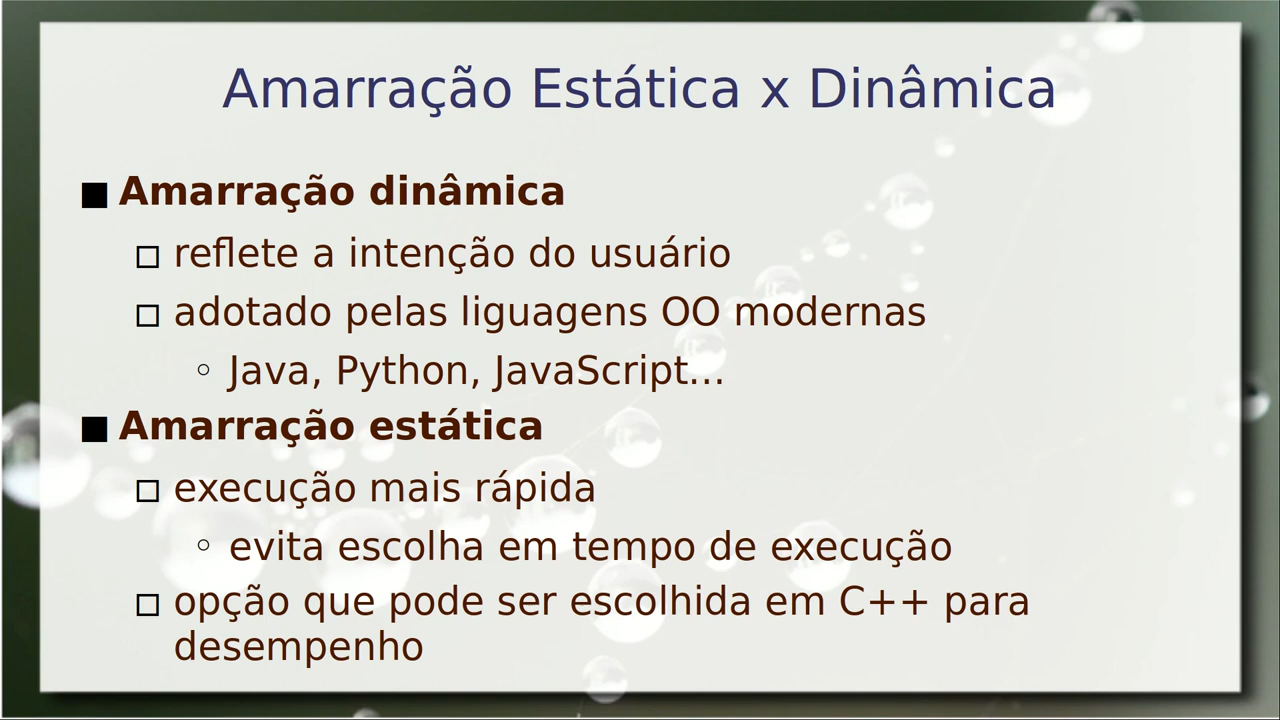 Amarração Estática x Dinâmica
Amarração dinâmica
reflete a intenção do usuário
adotado pelas liguagens OO modernas
Java, Python, JavaScript...
Amarração estática
execução mais rápida
evita escolha em tempo de execução
opção que pode ser escolhida em C++ para
desempenho